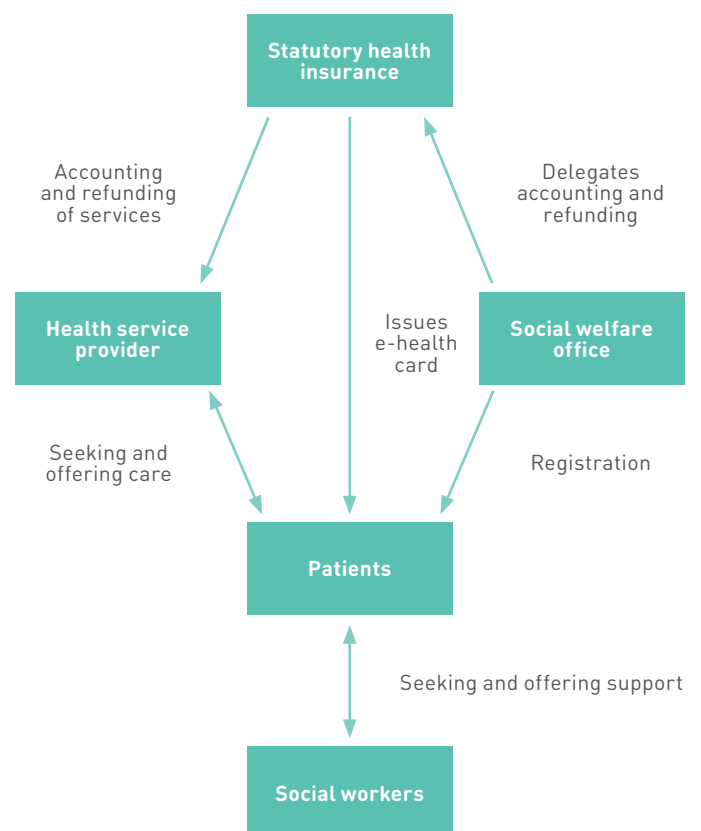 Statutory health
insurance
Accounting
and refunding
of services
Delegates
accounting and
refunding
Health service
provider
Issues
e-health
card
Social welfare
office
Seeking and
offering care
Registration
Patients
Seeking and offering support
Social workers